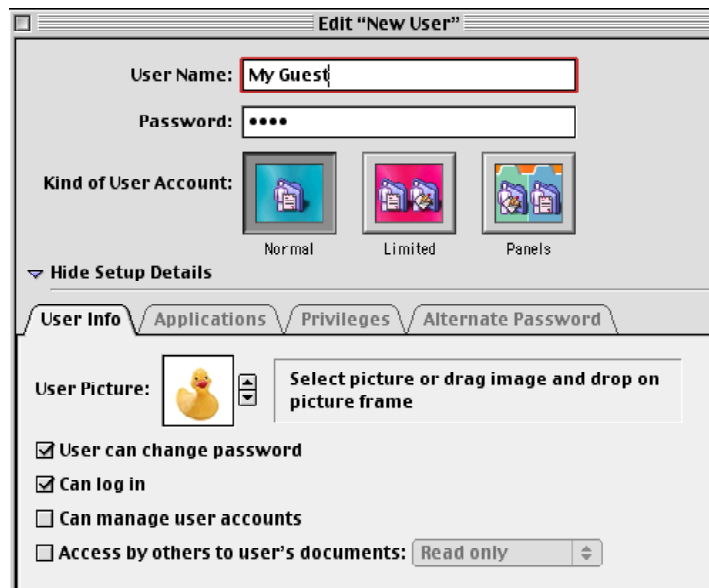 Edit “New User”
User Name: My Guest
Password: ••••
Kind of User Account:
Normal Limited Panels
Hide Setup Details
User Info Applications Privileges Alternate Password
User Picture:
Select picture or drag image and drop on
picture frame
User can change password
Can log in
Can manage user accounts
Access by others to user's documents: Read only